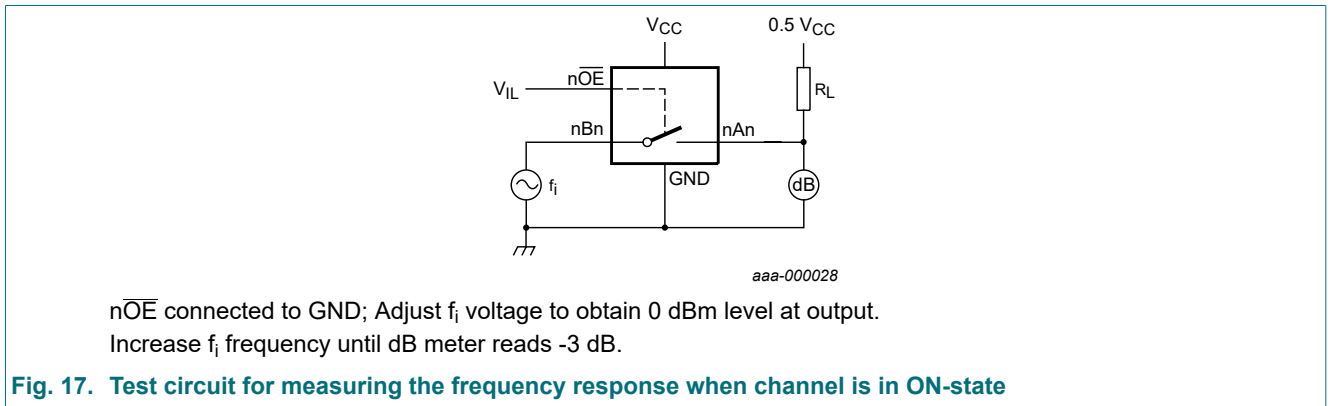 VCC
0.5 VCC
nOE
VIL
RL
nBn
nAn
GND
fi
dB
aaa-000028
nOE connected to GND; Adjust fi voltage to obtain 0 dBm level at output.
Increase fi frequency until dB meter reads -3 dB.
Fig. 17. Test circuit for measuring the frequency response when channel is in ON-state